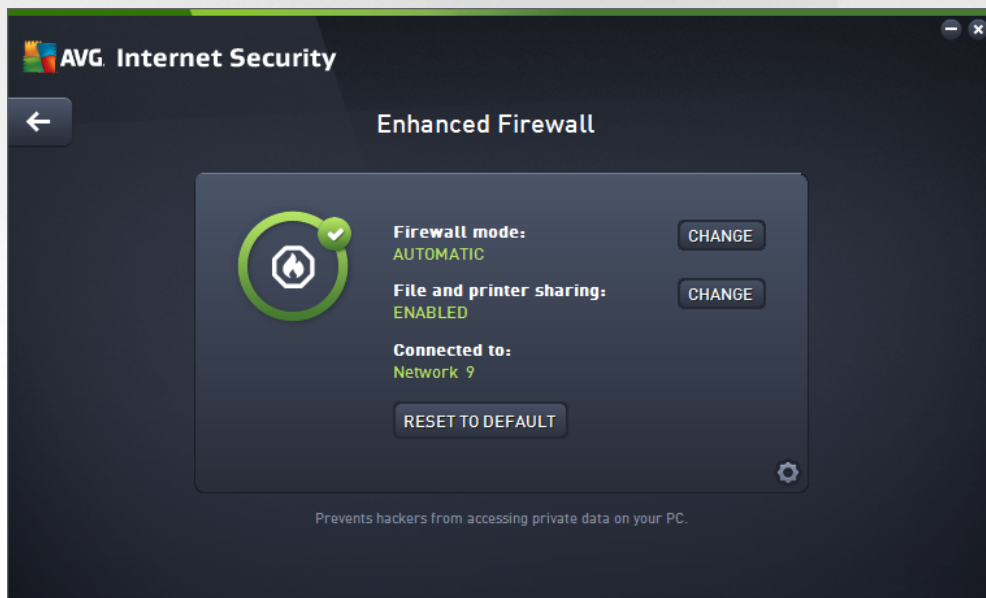 AVG. Internet Security
Enhanced Firewall
Firewall mode:
AUTOMATIC
CHANGE
File and printer sharing:
ENABLED
CHANGE
Connected to:
Network 9
RESET TO DEFAULT
Prevents hackers from accessing private data on your PC.